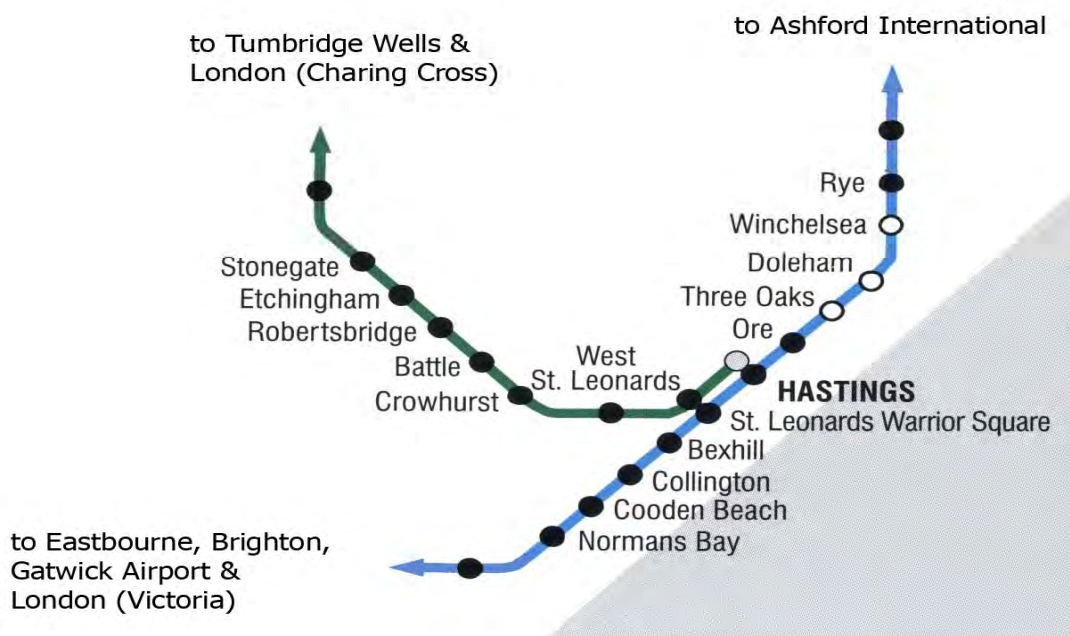 to Tumbridge Wells &
London (Charing Cross)
to Ashford International
Rye
Winchelsea
Doleham
Three Oaks
Ore
HASTINGS
St. Leonards Warrior Square
Bexhill
Collington
Cooden Beach
Normans Bay
Stonegate
Etchingham
Robertsbridge
Battle
Crowhurst
West
St. Leonards
to Eastbourne, Brighton,
Gatwick Airport &
London (Victoria)